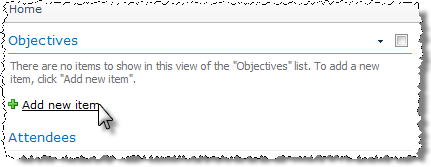 Home
Objectives
There are no items to show in this view of the "Objectives" list. To add a new
item, click "Add new item".
Add new item
Attendees